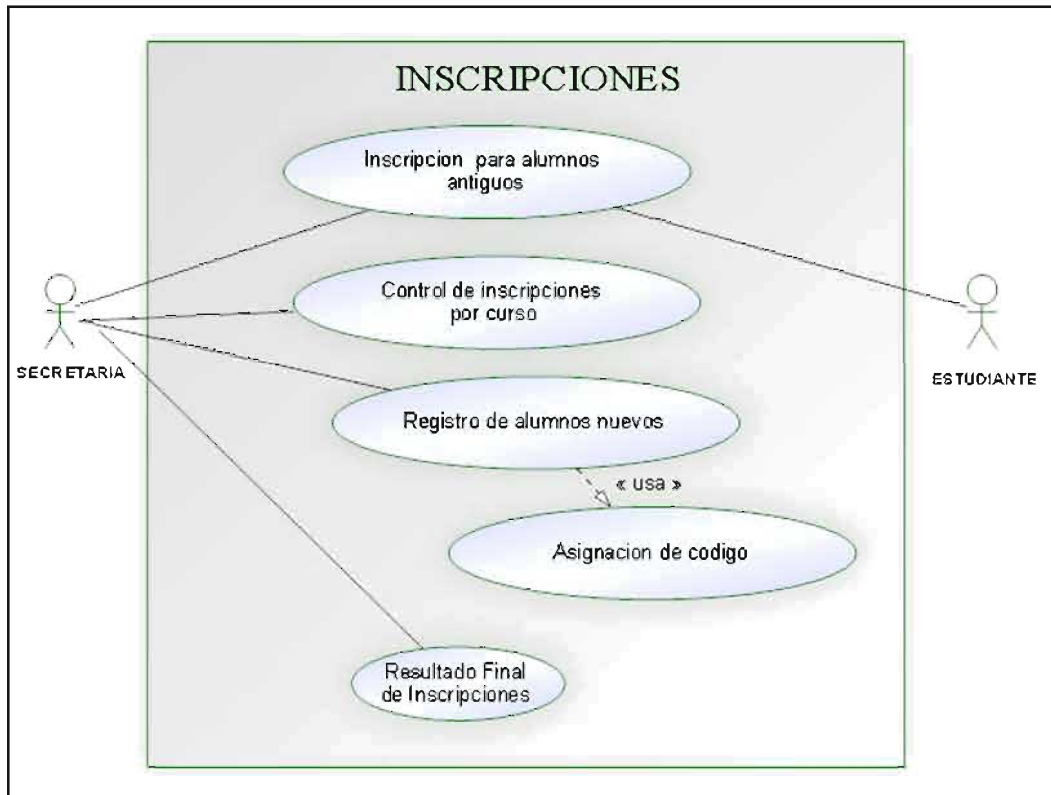 INSCRIPCIONES
Inscripcion para alumnos
antiguos
Control de inscripciones
por curso
SECRETARIA
ESTUDIANTE
Registro de alumnos nuevos
« usa »
Asignacion de codigo
Resultado Final
de Inscripciones